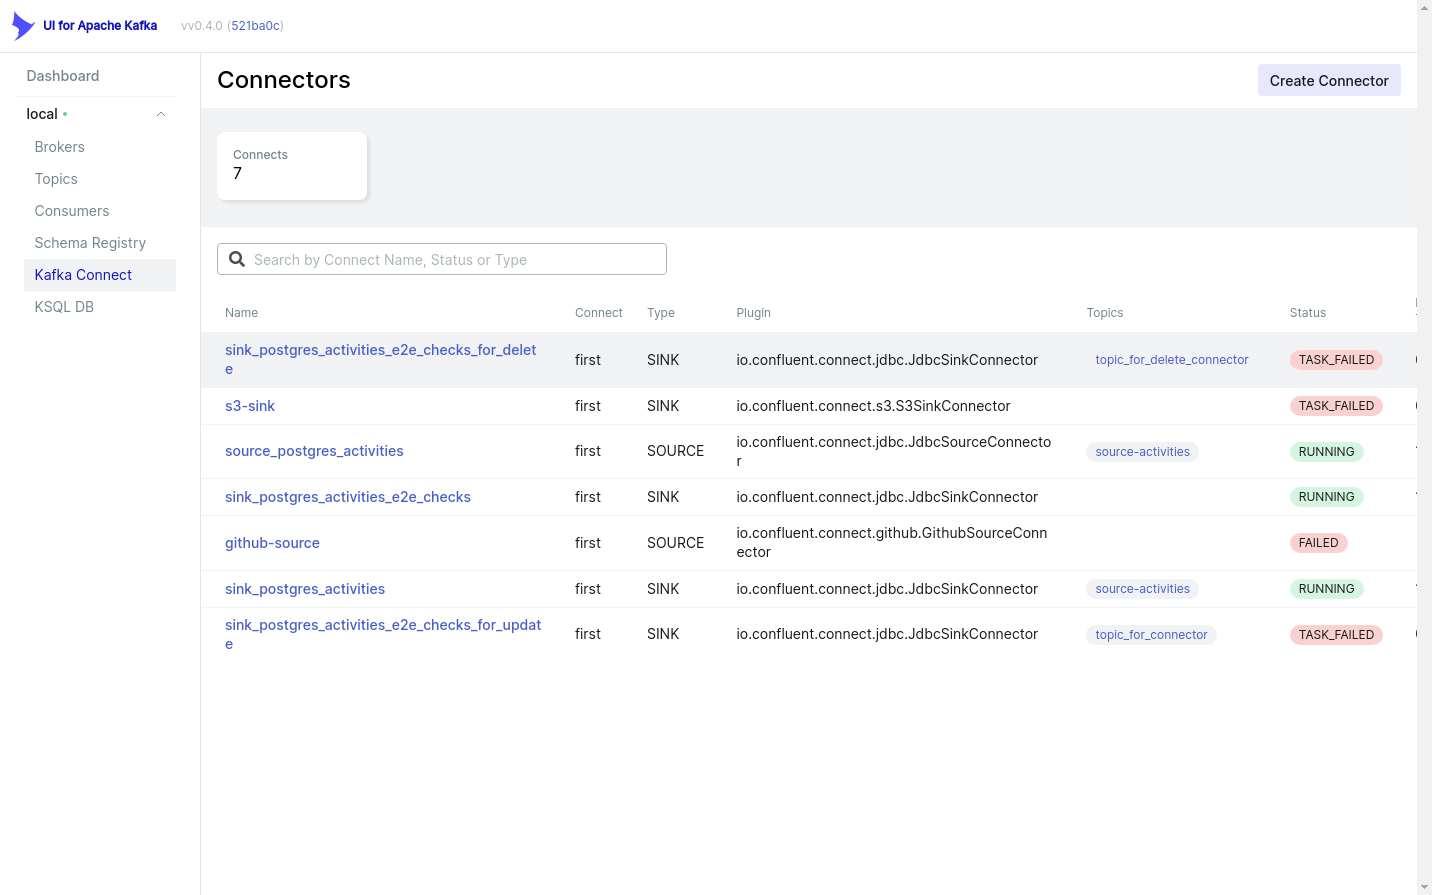 UI for Apache Kafka vv0.4.0 (521ba0c)
Dashboard
local
Brokers
Topics
Consumers
Schema Registry
Kafka Connect
KSQL DB
Connectors
Create Connector
Connects
7
Search by Connect Name, Status or Type
Name Connect Type Plugin Topics Status
sink_postgres_activities_e2e_checks_for_delet
e
first SINK io.confluent.connect.jdbc.JdbcSinkConnector topic_for_delete_connector TASK_FAILED
s3-sink first SINK io.confluent.connect.s3.S3SinkConnector TASK_FAILED
source_postgres_activities first SOURCE io.confluent.connect.jdbc.JdbcSourceConnecto
r
source-activities RUNNING
sink_postgres_activities_e2e_checks first SINK io.confluent.connect.jdbc.JdbcSinkConnector RUNNING
github-source first SOURCE io.confluent.connect.github.GithubSourceConn
ector
FAILED
sink_postgres_activities first SINK io.confluent.connect.jdbc.JdbcSinkConnector source-activities RUNNING
sink_postgres_activities_e2e_checks_for_updat
e
first SINK io.confluent.connect.jdbc.JdbcSinkConnector topic_for_connector TASK_FAILED